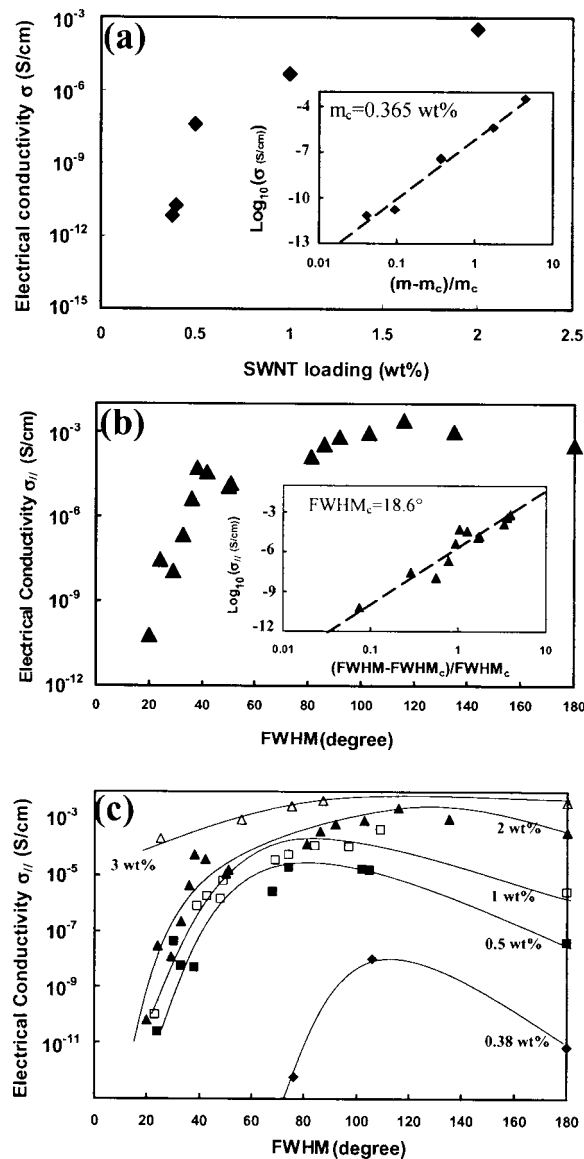 (a)
Electrical conductivity σ (S/cm)
10⁻³
10⁻⁶
10⁻⁹
10⁻¹²
10⁻¹⁵
0 0.5 1 1.5 2 2.5
SWNT loading (wt%)
m_c=0.365 wt%
Log₁₀(σ (S/cm))
-4
-7
-10
-13
0.01 0.1 1 10
(m-m_c)/m_c
(b)
Electrical Conductivity σ// (S/cm)
10⁻³
10⁻⁶
10⁻⁹
10⁻¹²
0 20 40 60 80 100 120 140 160 180
FWHM(degree)
FWHM_c=18.6°
Log₁₀(σ// (S/cm))
-3
-6
-9
-12
0.01 0.1 1 10
(FWHM-FWHM_c)/FWHM_c
(c)
Electrical Conductivity σ// (S/cm)
10⁻³
10⁻⁵
10⁻⁷
10⁻⁹
10⁻¹¹
3 wt%
2 wt%
1 wt%
0.5 wt%
0.38 wt%
0 20 40 60 80 100 120 140 160 180
FWHM (degree)